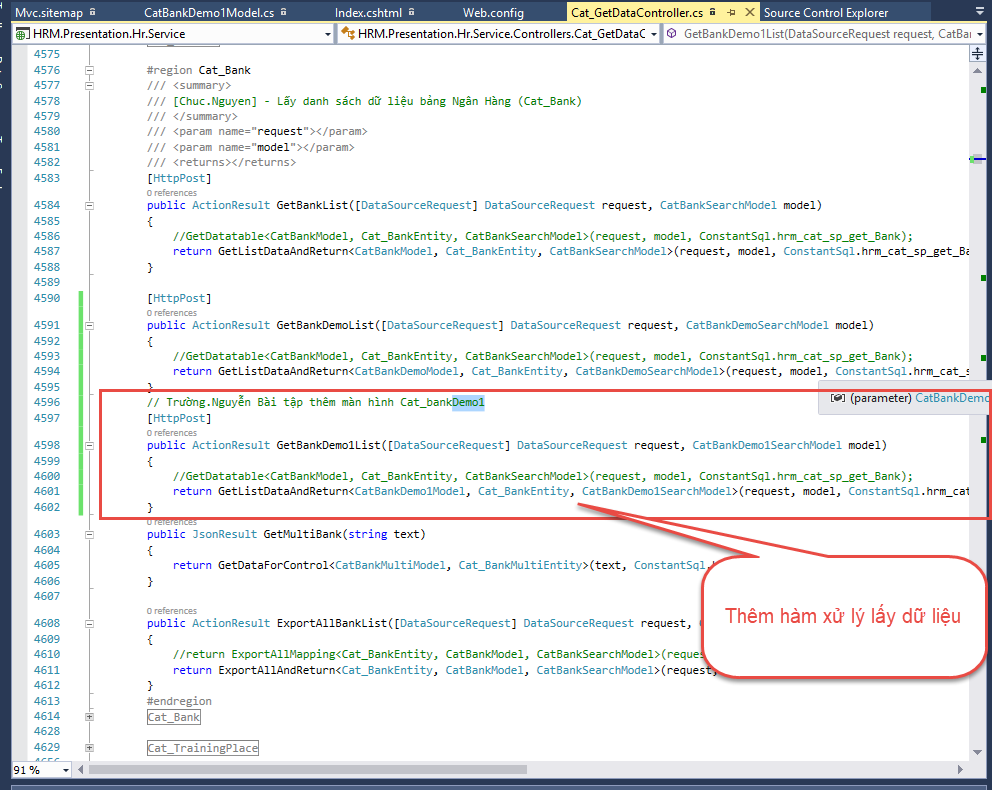 Mvc.sitemap CatBankDemo1Model.cs Index.cshtml Web.config Cat_GetDataController.cs Source Control Explorer
HRM.Presentation.Hr.Service HRM.Presentation.Hr.Service.Controllers.Cat_GetDataC GetBankDemo1List(DataSourceRequest request, CatBan
4575
4576 #region Cat_Bank
4577 /// <summary>
4578 /// [Chuc.Nguyen] - Lấy danh sách dữ liệu bảng Ngân Hàng (Cat_Bank)
4579 /// </summary>
4580 /// <param name="request"></param>
4581 /// <param name="model"></param>
4582 /// <returns></returns>
4583 [HttpPost]
0 references
4584 public ActionResult GetBankList([DataSourceRequest] DataSourceRequest request, CatBankSearchModel model)
4585 {
4586 //GetDatatable<CatBankModel, Cat_BankEntity, CatBankSearchModel>(request, model, ConstantSql.hrm_cat_sp_get_Bank);
4587 return GetListDataAndReturn<CatBankModel, Cat_BankEntity, CatBankSearchModel>(request, model, ConstantSql.hrm_cat_sp_get_Ba
4588 }
4589
4590 [HttpPost]
0 references
4591 public ActionResult GetBankDemoList([DataSourceRequest] DataSourceRequest request, CatBankDemoSearchModel model)
4592 {
4593 //GetDatatable<CatBankModel, Cat_BankEntity, CatBankSearchModel>(request, model, ConstantSql.hrm_cat_sp_get_Bank);
4594 return GetListDataAndReturn<CatBankDemoModel, Cat_BankEntity, CatBankDemoSearchModel>(request, model, ConstantSql.hrm_cat_s
4595 }
4596 // Trường.Nguyễn Bài tập thêm màn hình Cat_bankDemo1
(parameter) CatBankDemo
4597 [HttpPost]
0 references
4598 public ActionResult GetBankDemo1List([DataSourceRequest] DataSourceRequest request, CatBankDemo1SearchModel model)
4599 {
4600 //GetDatatable<CatBankModel, Cat_BankEntity, CatBankSearchModel>(request, model, ConstantSql.hrm_cat_sp_get_Bank);
4601 return GetListDataAndReturn<CatBankDemo1Model, Cat_BankEntity, CatBankDemo1SearchModel>(request, model, ConstantSql.hrm_cat
4602 }
0 references
4603 public JsonResult GetMultiBank(string text)
4604 {
4605 return GetDataForControl<CatBankMultiModel, Cat_BankMultiEntity>(text, ConstantSql.
4606 }
4607
0 references
4608 public ActionResult ExportAllBankList([DataSourceRequest] DataSourceRequest request,
4609 {
4610 //return ExportAllMapping<Cat_BankEntity, CatBankModel, CatBankSearchModel>(reques
4611 return ExportAllAndReturn<Cat_BankEntity, CatBankModel, CatBankSearchModel>(request,
4612 }
4613 #endregion
4614 Cat_Bank
4628
4629 Cat_TrainingPlace
Thêm hàm xử lý lấy dữ liệu
91 %